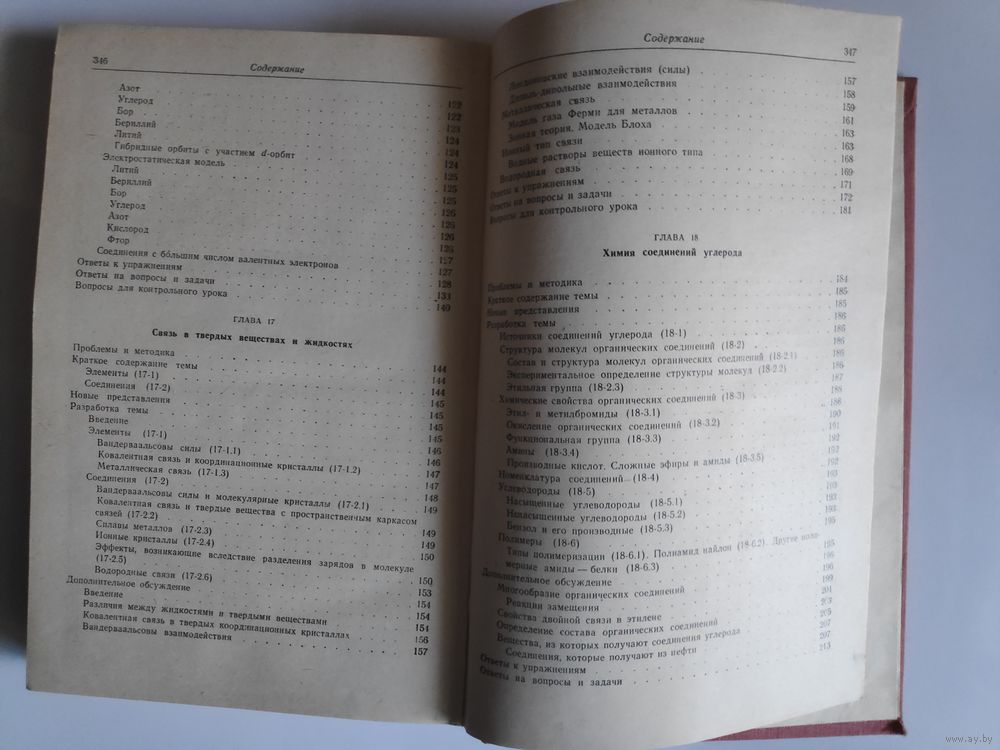 346
Содержание
Азот . . . 122
Углерод . . . 122
Бор . . . 123
Бериллий . . . 124
Литий . . . 124
Гибридные орбиты с участием d-орбит . . . 124
Электростатическая модель . . . 125
Литий . . . 125
Бериллий . . . 125
Бор . . . 126
Углерод . . . 126
Азот . . . 126
Кислород . . . 126
Фтор . . . 127
Соединения с бо́льшим числом валентных электронов . . . 127
Ответы к упражнениям . . . 128
Ответы на вопросы и задачи . . . 133
Вопросы для контрольного урока . . . 140
ГЛАВА 17
Связь в твердых веществах и жидкостях
Проблемы и методика . . . 144
Краткое содержание темы . . . 144
Элементы (17-1) . . . 144
Соединения (17-2) . . . 145
Новые представления . . . 145
Разработка темы . . . 145
Введение . . . 145
Элементы (17-1) . . . 146
Вандерваальсовы силы (17-1.1) . . . 146
Ковалентная связь и координационные кристаллы (17-1.2) . . . 147
Металлическая связь (17-1.3) . . . 147
Соединения (17-2) . . . 148
Вандерваальсовы силы и молекулярные кристаллы (17-2.1) . . . 149
Ковалентная связь и твердые вещества с пространственным каркасом
связей (17-2.2) . . . 149
Сплавы металлов (17-2.3) . . . 149
Ионные кристаллы (17-2.4) . . . 150
Эффекты, возникающие вследствие разделения зарядов в молекуле
(17-2.5) . . . 150
Водородные связи (17-2.6) . . . 153
Дополнительное обсуждение . . . 154
Введение . . . 154
Различия между жидкостями и твердыми веществами . . . 154
Ковалентная связь в твердых координационных кристаллах . . . 156
Вандерваальсовы взаимодействия . . . 157
Содержание
347
Лондоновские взаимодействия (силы) . . . 157
Диполь-дипольные взаимодействия . . . 158
Металлическая связь . . . 159
Модель газа Ферми для металлов . . . 161
Зонная теория. Модель Блоха . . . 163
Ионный тип связи . . . 163
Водные растворы веществ ионного типа . . . 168
Водородная связь . . . 169
Ответы к упражнениям . . . 171
Ответы на вопросы и задачи . . . 172
Вопросы для контрольного урока . . . 181
ГЛАВА 18
Химия соединений углерода
Проблемы и методика . . . 184
Краткое содержание темы . . . 185
Новые представления . . . 185
Разработка темы . . . 186
Источники соединений углерода (18-1) . . . 186
Структура молекул органических соединений (18-2) . . . 186
Состав и структура молекул органических соединений (18-2.1) . . . 186
Экспериментальное определение структуры молекул (18-2.2) . . . 186
Этильная группа (18-2.3) . . . 187
Химические свойства органических соединений (18-3) . . . 188
Этил- и метилбромиды (18-3.1) . . . 188
Окисление органических соединений (18-3.2) . . . 190
Функциональная группа (18-3.3) . . . 191
Амины (18-3.4) . . . 192
Производные кислот. Сложные эфиры и амиды (18-3.5) . . . 192
Номенклатура соединений (18-4) . . . 192
Углеводороды (18-5) . . . 193
Насыщенные углеводороды (18-5.1) . . . 193
Ненасыщенные углеводороды (18-5.2) . . . 193
Бензол и его производные (18-5.3) . . . 195
Полимеры (18-6)
Типы полимеризации (18-6.1). Полиамид найлон (18-6.2). Другие поли-
мерные амиды — белки (18-6.3) . . . 195
Дополнительное обсуждение . . . 196
Многообразие органических соединений . . . 199
Реакции замещения . . . 201
Свойства двойной связи в этилене . . . 203
Определение состава органических соединений . . . 205
Вещества, из которых получают соединения углерода . . . 207
Соединения, которые получают из нефти . . . 207
Ответы к упражнениям . . . 213
Ответы на вопросы и задачи
www.ay.by